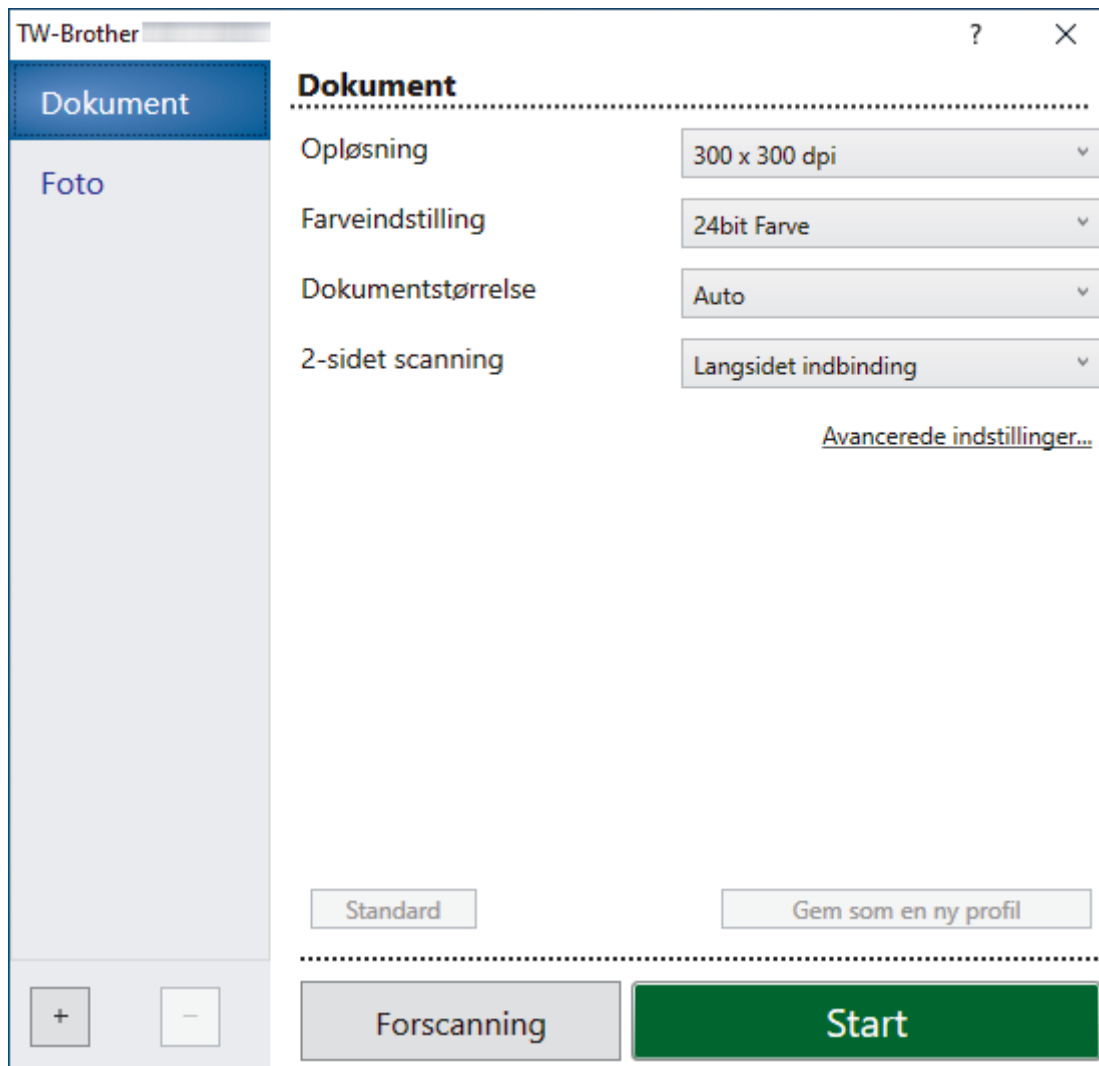 TW-Brother
?
Dokument
Foto
Dokument
Opløsning 300 x 300 dpi
Farveindstilling 24bit Farve
Dokumentstørrelse Auto
2-sidet scanning Langsidet indbinding
Avancerede indstillinger...
Standard Gem som en ny profil
+ − Forscanning Start